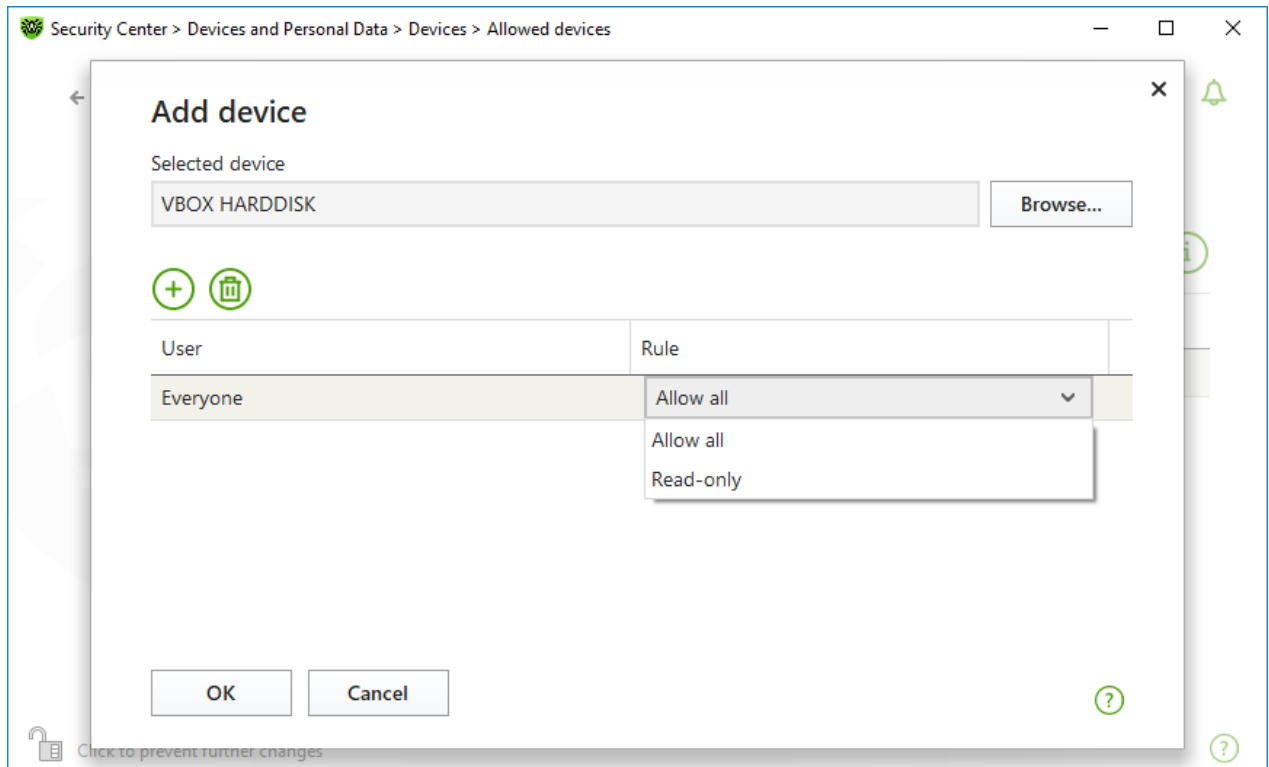 Security Center > Devices and Personal Data > Devices > Allowed devices
Add device
Selected device
VBOX HARDDISK
Browse...
User Rule
Everyone Allow all
Allow all
Read-only
OK Cancel
?
Click to prevent further changes ?